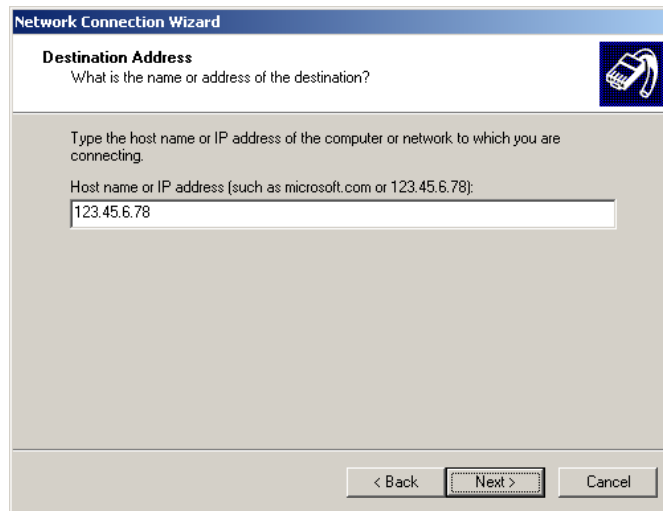 Network Connection Wizard
Destination Address
What is the name or address of the destination?
Type the host name or IP address of the computer or network to which you are
connecting.
Host name or IP address (such as microsoft.com or 123.45.6.78):
123.45.6.78
< Back
Next >
Cancel